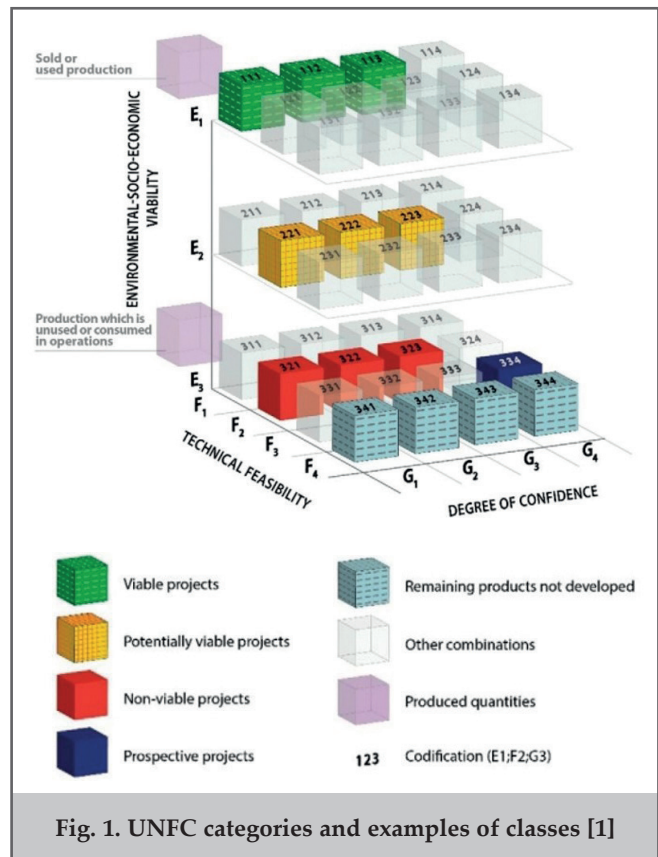 Sold or
used production
ENVIRONMENTAL-SOCIO-ECONOMIC
VIABILITY
E1
111
112
113
114
121
122
123
124
131
132
133
134
E2
211
212
213
214
221
222
223
224
231
232
233
234
Production which is
unused or consumed
in operations
E3
311
312
313
314
321
322
323
324
331
332
333
334
341
342
343
344
F1
F2
F3
F4
TECHNICAL FEASIBILITY
G1
G2
G3
G4
DEGREE OF CONFIDENCE
Viable projects
Potentially viable projects
Non-viable projects
Prospective projects
Remaining products not developed
Other combinations
Produced quantities
123 Codification (E1;F2;G3)
Fig. 1. UNFC categories and examples of classes [1]